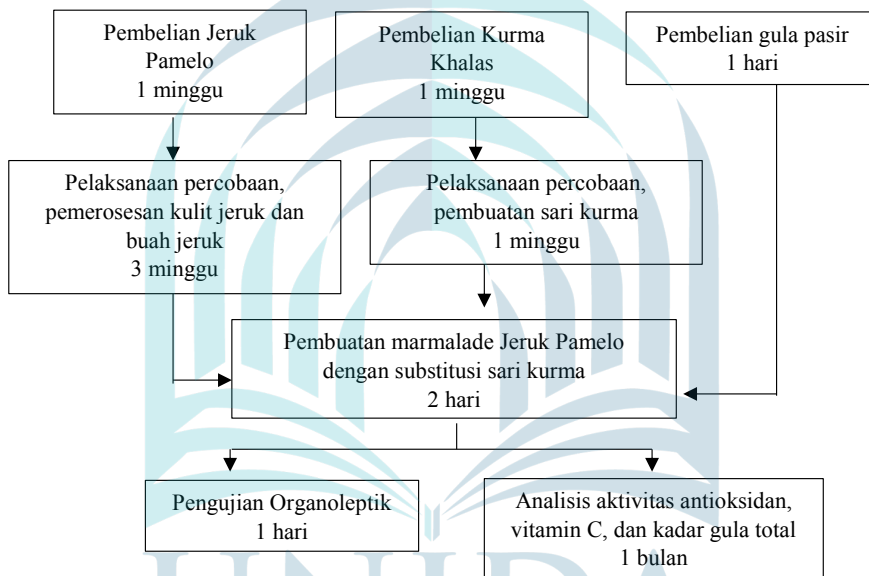 Pembelian Jeruk
Pamelo
1 minggu
Pembelian Kurma
Khalas
1 minggu
Pembelian gula pasir
1 hari
Pelaksanaan percobaan,
pemerosesan kulit jeruk dan
buah jeruk
3 minggu
Pelaksanaan percobaan,
pembuatan sari kurma
1 minggu
Pembuatan marmalade Jeruk Pamelo
dengan substitusi sari kurma
2 hari
Pengujian Organoleptik
1 hari
Analisis aktivitas antioksidan,
vitamin C, dan kadar gula total
1 bulan
UNIDA